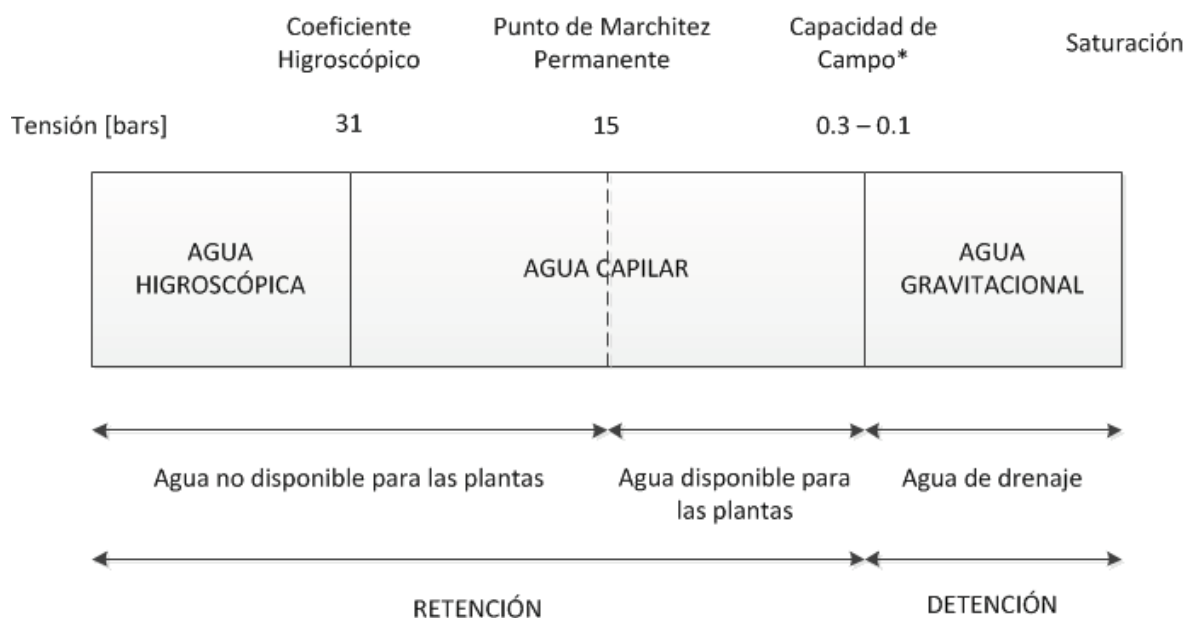 Coeficiente
Higroscópico
Punto de Marchitez
Permanente
Capacidad de
Campo*
Saturación
Tensión [bars]
31
15
0.3 – 0.1
AGUA
HIGROSCÓPICA
AGUA CAPILAR
AGUA
GRAVITACIONAL
Agua no disponible para las plantas
Agua disponible para
las plantas
Agua de drenaje
RETENCIÓN
DETENCIÓN